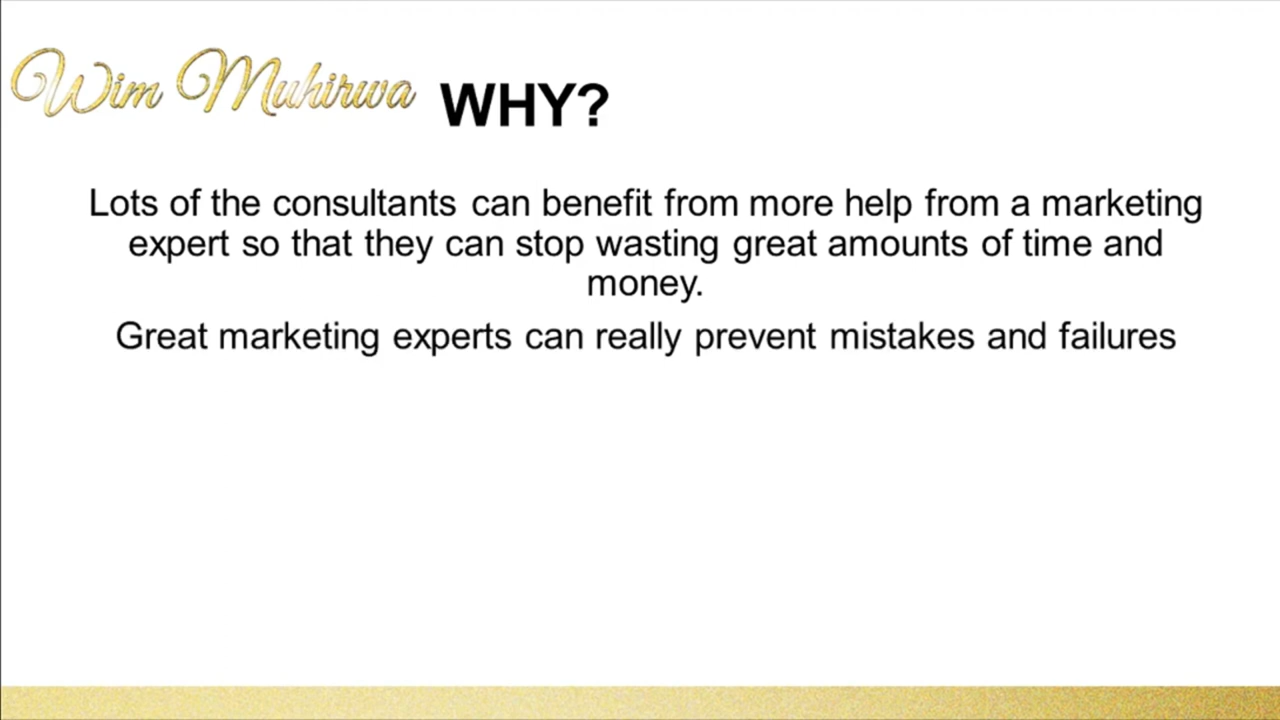 Wim Muhirwa
WHY?
Lots of the consultants can benefit from more help from a marketing
expert so that they can stop wasting great amounts of time and
money.
Great marketing experts can really prevent mistakes and failures